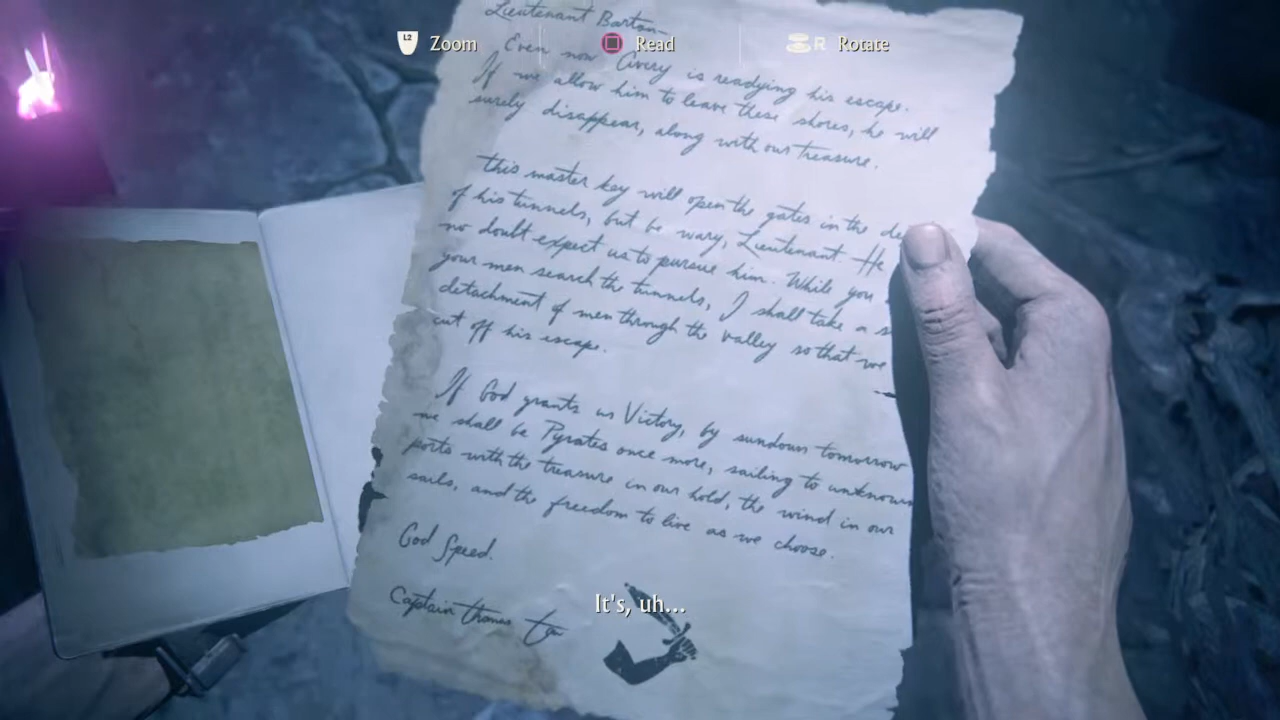 L2 Zoom
Read
R Rotate
Lieutenant Barton—
Even now Avery is readying his escape.
If we allow him to leave these shores, he will
surely disappear, along with our treasure.
This master key will open the gates in the de
of his tunnels, but be wary, Lieutenant. He
no doubt expect us to pursue him. While you
your men search the tunnels, I shall take a s
detachment of men through the valley so that we
cut off his escape.
If God grants us Victory, by sundown tomorrow
we shall be Pyrates once more, sailing to unknown
ports with the treasure in our hold, the wind in our
sails, and the freedom to live as we choose.
God Speed.
Captain Thomas Tew
It's, uh...